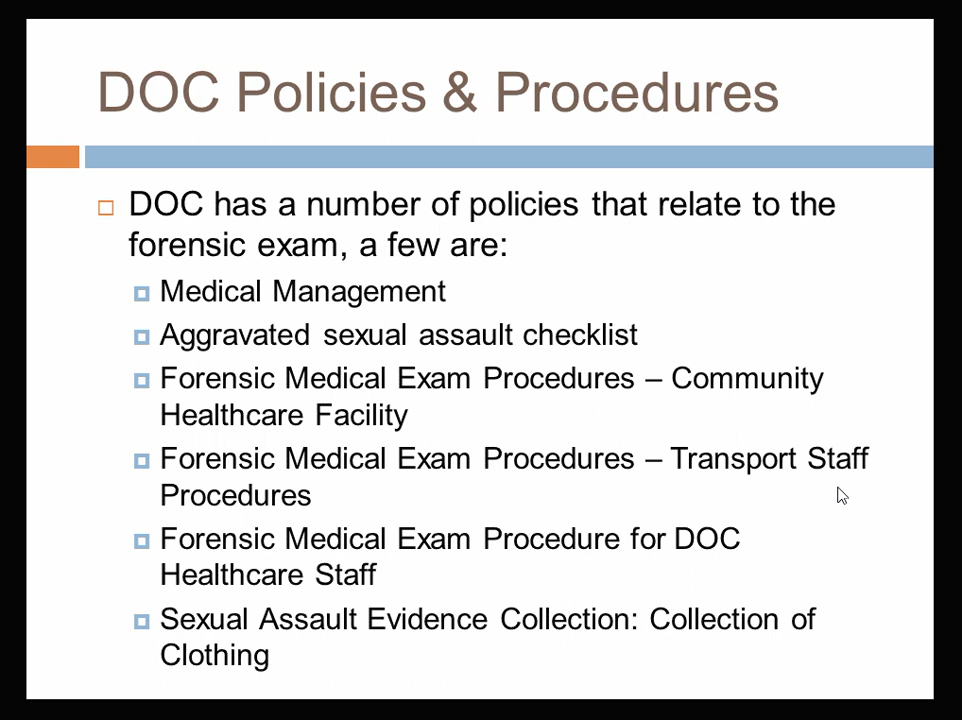 DOC Policies & Procedures
DOC has a number of policies that relate to the
forensic exam, a few are:
Medical Management
Aggravated sexual assault checklist
Forensic Medical Exam Procedures – Community
Healthcare Facility
Forensic Medical Exam Procedures – Transport Staff
Procedures
Forensic Medical Exam Procedure for DOC
Healthcare Staff
Sexual Assault Evidence Collection: Collection of
Clothing